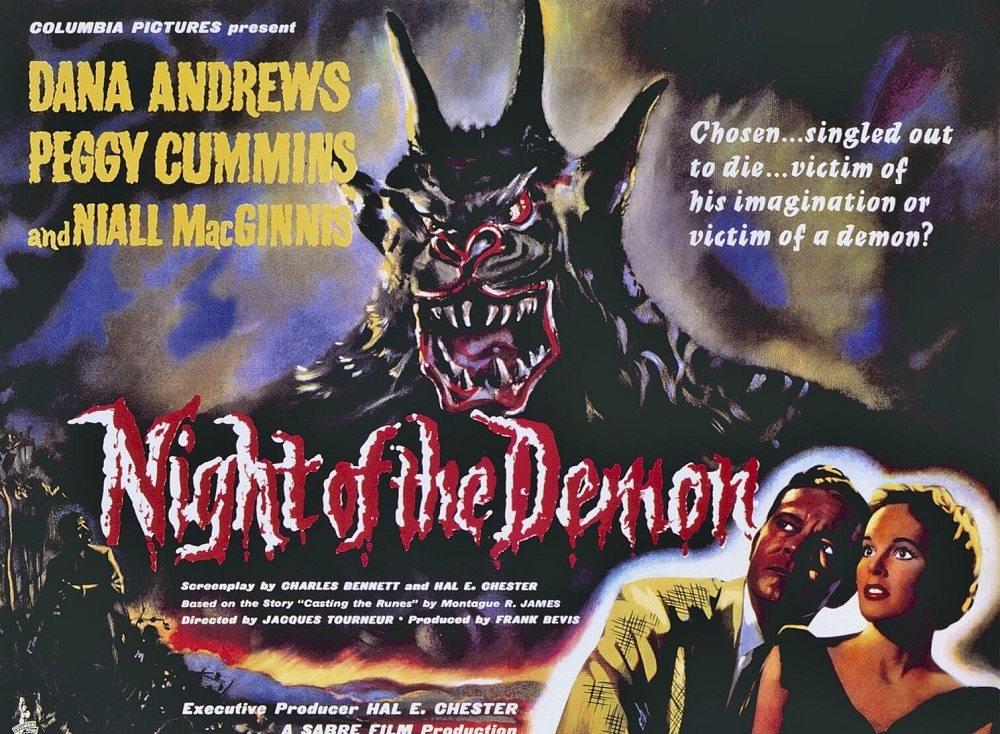 COLUMBIA PICTURES present
DANA ANDREWS
PEGGY CUMMINS
and NIALL MacGINNIS
Chosen...singled out
to die...victim of
his imagination or
victim of a demon?
Night of the Demon
Screenplay by CHARLES BENNETT and HAL E. CHESTER
Based on the Story "Casting the Runes" by Montague R. JAMES
Directed by JACQUES TOURNEUR • Produced by FRANK BEVIS
Executive Producer HAL E. CHESTER
A SABRE FILM Production